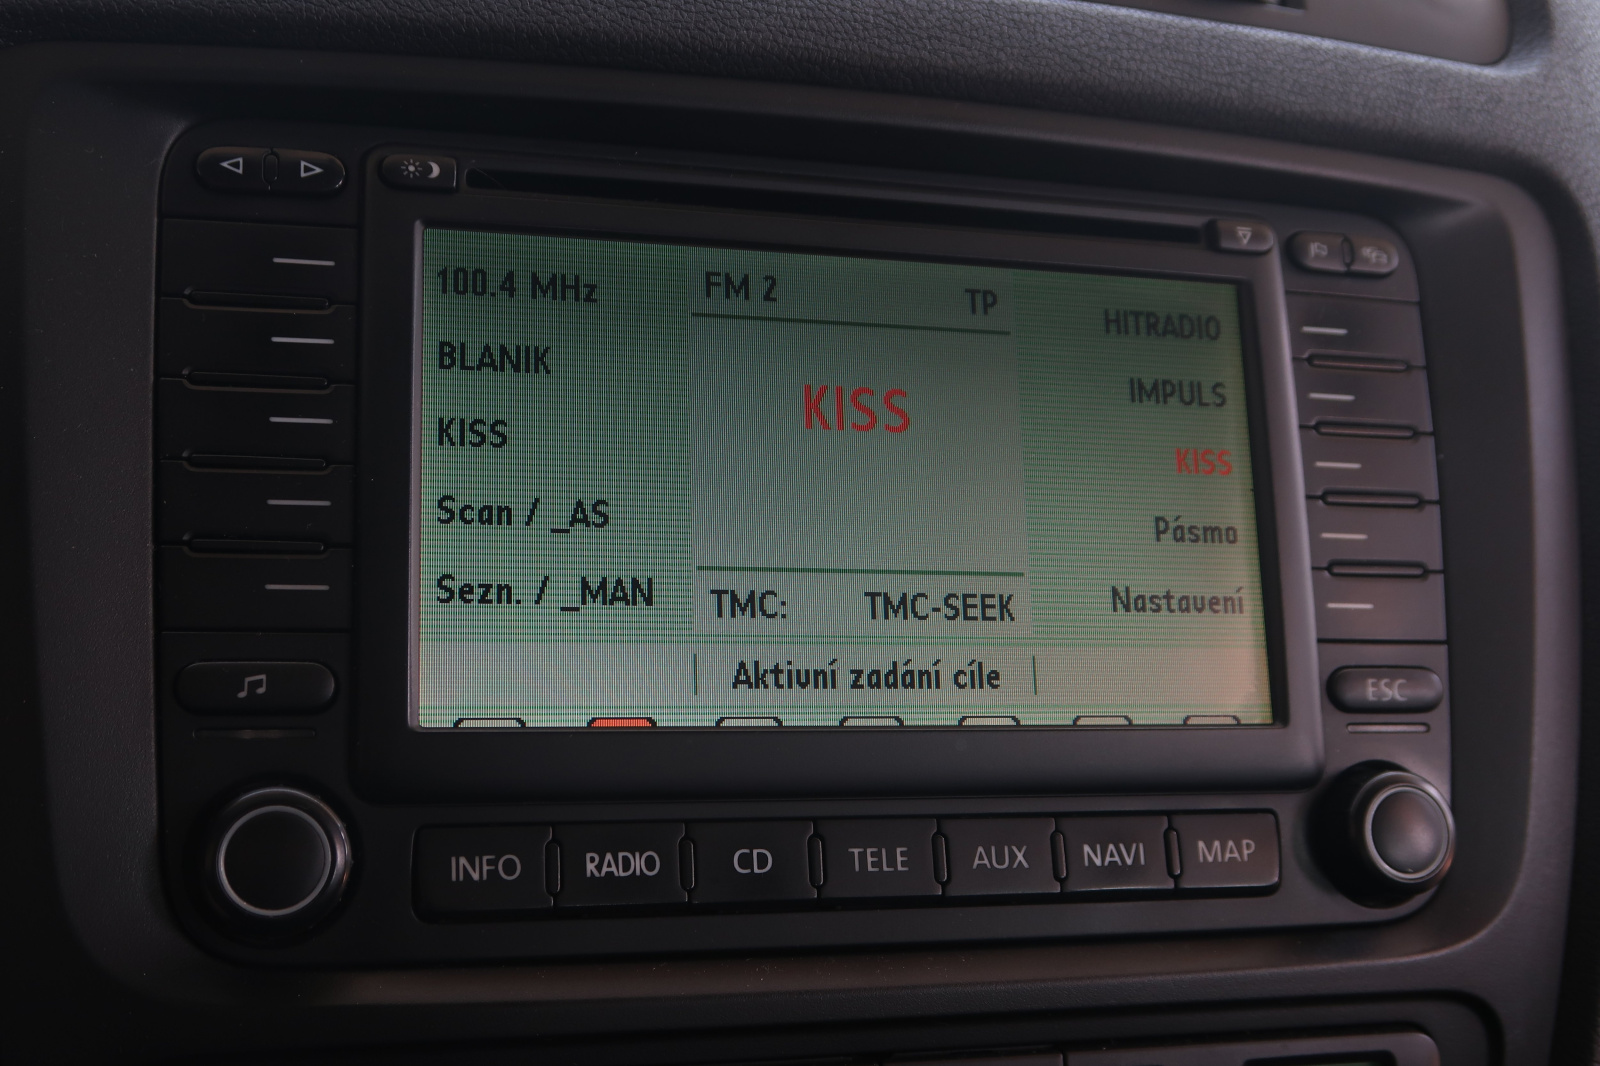 100.4 MHz
FM 2
TP
HITRADIO
BLANIK
KISS
IMPULS
KISS
KISS
Scan / _AS
Pásmo
Sezn. / _MAN
TMC: TMC-SEEK
Nastavení
Aktivní zadání cíle
ESC
INFO RADIO CD TELE AUX NAVI MAP